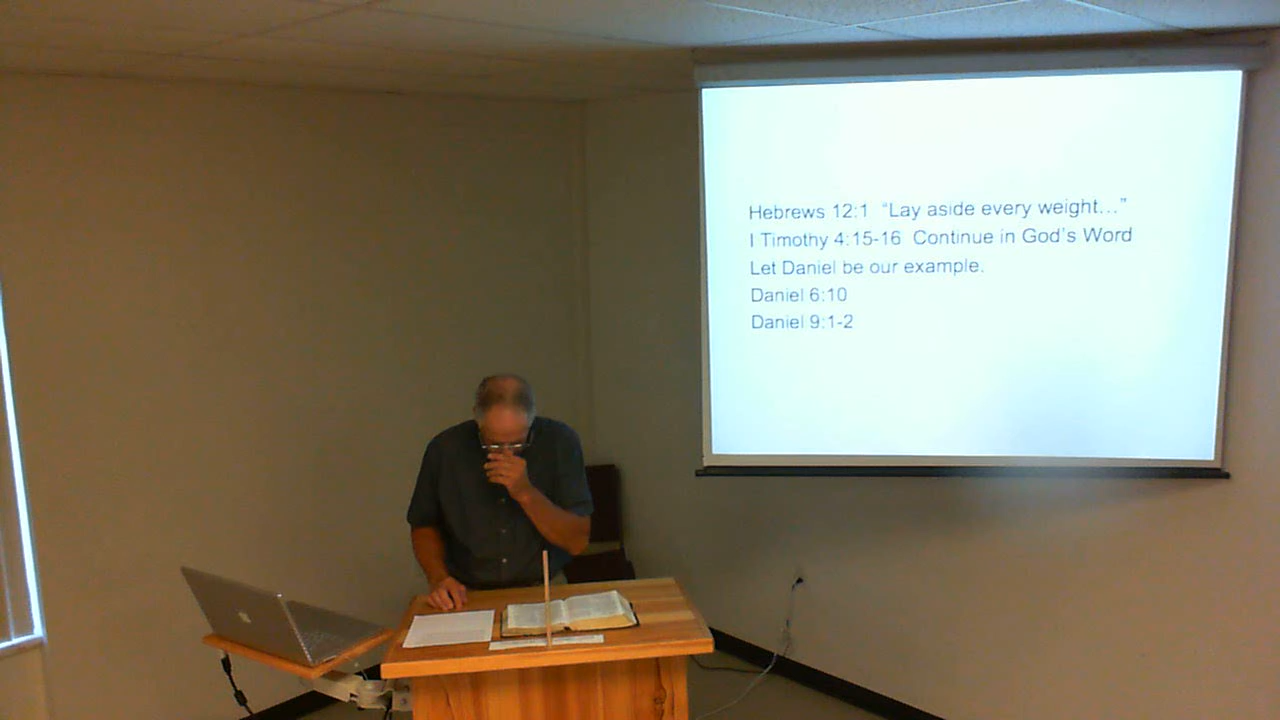 Hebrews 12:1  “Lay aside every weight…”
I Timothy 4:15-16  Continue in God’s Word
Let Daniel be our example.
Daniel 6:10
Daniel 9:1-2